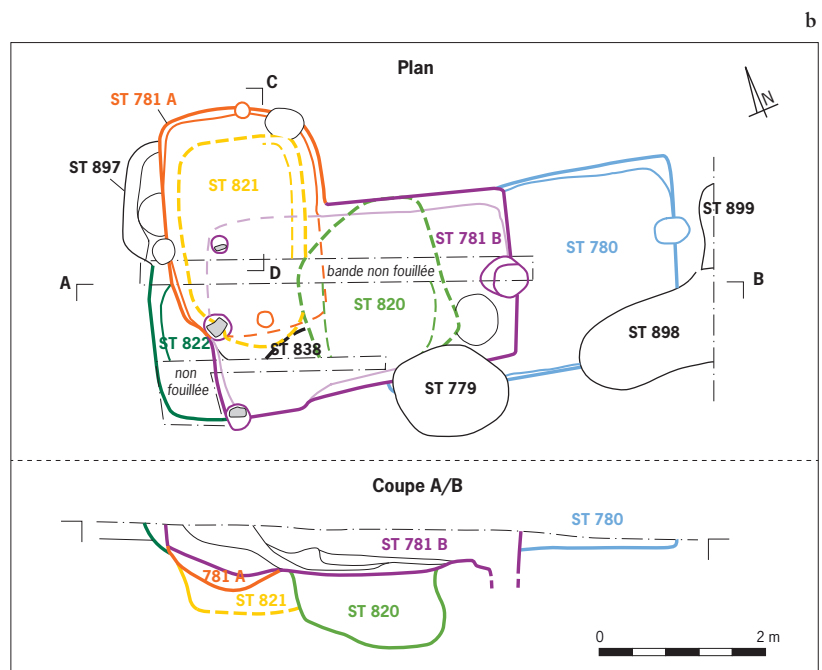 b
Plan
C
N
ST 781 A
ST 897
ST 821
ST 899
ST 781 B
ST 780
D
bande non fouillée
A
B
ST 820
ST 822
ST 838
ST 898
non
fouillée
ST 779
Coupe A/B
ST 780
ST 781 B
781 A
ST 821
ST 820
0
2 m